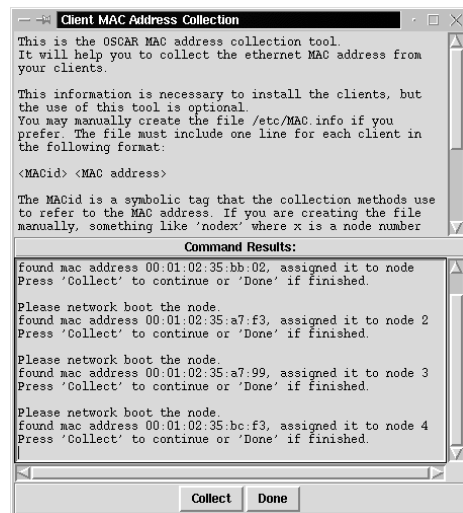 Client MAC Address Collection
This is the OSCAR MAC address collection tool.
It will help you to collect the ethernet MAC address from
your clients.
This information is necessary to install the clients, but
the use of this tool is optional.
You may manually create the file /etc/MAC.info if you
prefer. The file must include one line for each client in
the following format:
<MACid> <MAC address>
The MACid is a symbolic tag that the collection methods use
to refer to the MAC address. If you are creating the file
manually, something like 'nodex' where x is a node number
Command Results:
found mac address 00:01:02:35:bb:02, assigned it to node
Press 'Collect' to continue or 'Done' if finished.
Please network boot the node.
found mac address 00:01:02:35:a7:f3, assigned it to node 2
Press 'Collect' to continue or 'Done' if finished.
Please network boot the node.
found mac address 00:01:02:35:a7:99, assigned it to node 3
Press 'Collect' to continue or 'Done' if finished.
Please network boot the node.
found mac address 00:01:02:35:bc:f3, assigned it to node 4
Press 'Collect' to continue or 'Done' if finished.
Collect Done